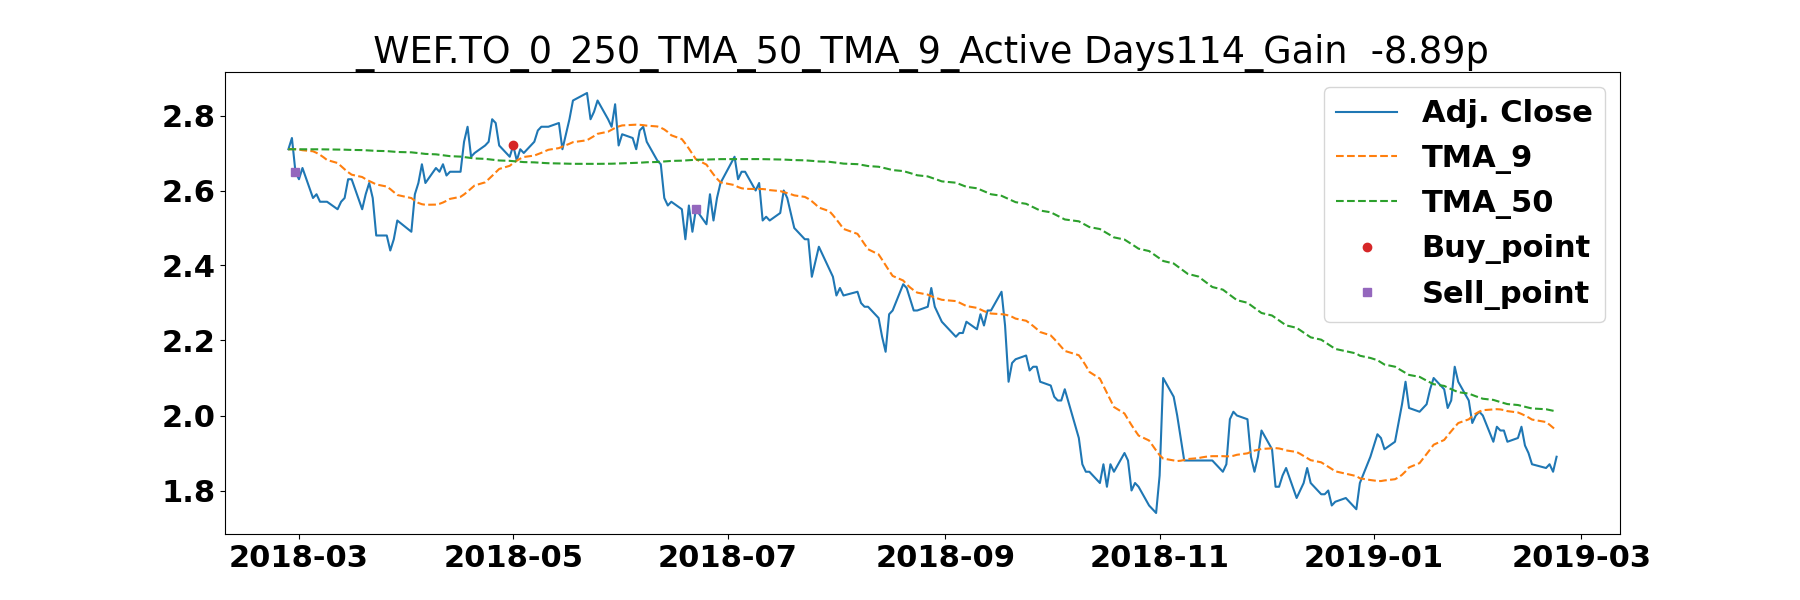 _WEF.TO_0_250_TMA_50_TMA_9_Active Days114_Gain  -8.89p
Adj. Close
TMA_9
TMA_50
Buy_point
Sell_point
2.8
2.6
2.4
2.2
2.0
1.8
2018-03 2018-05 2018-07 2018-09 2018-11 2019-01 2019-03